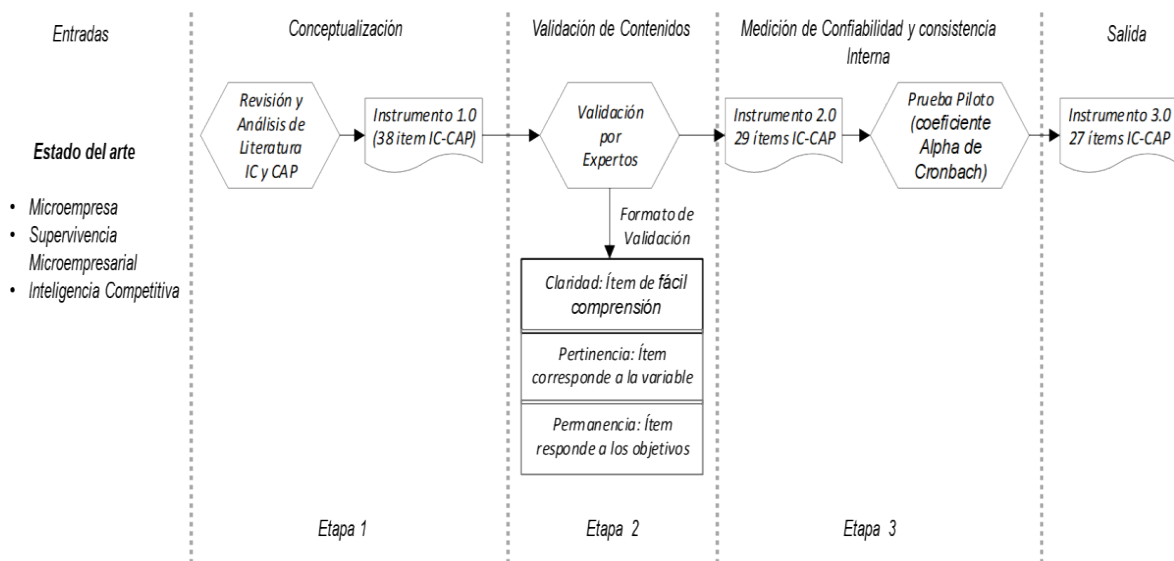 Entradas
Estado del arte
• Microempresa
• Supervivencia
Microempresarial
• Inteligencia Competitiva
Conceptualización
Revisión y
Análisis de
Literatura
IC y CAP
Instrumento 1.0
(38 ítem IC-CAP)
Etapa 1
Validación de Contenidos
Validación
por
Expertos
Formato de
Validación
Claridad: Ítem de fácil
comprensión
Pertinencia: Ítem
corresponde a la variable
Permanencia: Ítem
responde a los objetivos
Etapa 2
Medición de Confiabilidad y consistencia
Interna
Instrumento 2.0
29 ítems IC-CAP
Prueba Piloto
(coeficiente
Alpha de
Cronbach)
Etapa 3
Salida
Instrumento 3.0
27 ítems IC-CAP